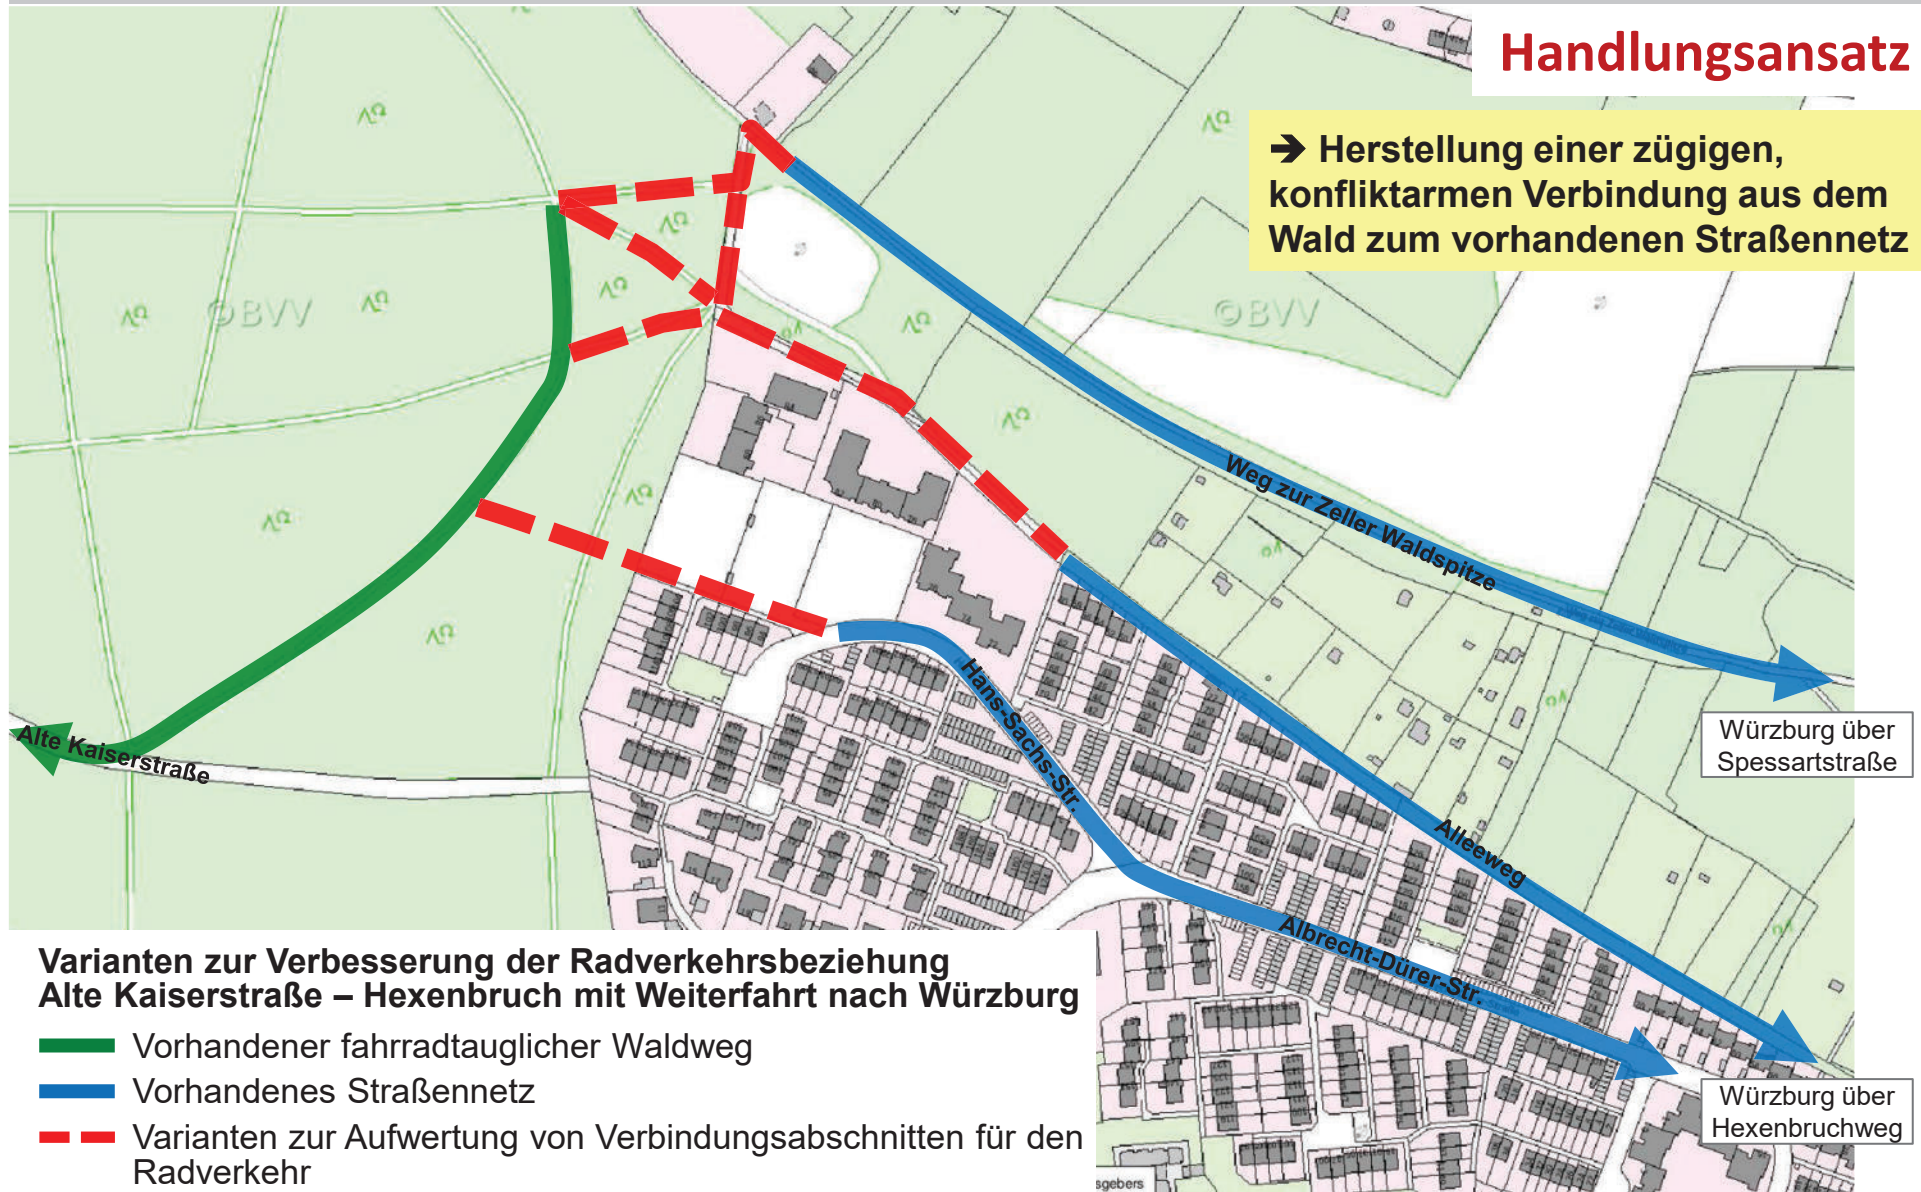 Handlungsansatz
➔ Herstellung einer zügigen,
konfliktarmen Verbindung aus dem
Wald zum vorhandenen Straßennetz
©BVV
©BVV
Weg zur Zeller Waldspitze
Würzburg über
Spessartstraße
Alte Kaiserstraße
Hans-Sachs-Str.
Alleeweg
Albrecht-Dürer-Str.
Würzburg über
Hexenbruchweg
Varianten zur Verbesserung der Radverkehrsbeziehung
Alte Kaiserstraße – Hexenbruch mit Weiterfahrt nach Würzburg
Vorhandener fahrradtauglicher Waldweg
Vorhandenes Straßennetz
Varianten zur Aufwertung von Verbindungsabschnitten für den
Radverkehr
sgebers